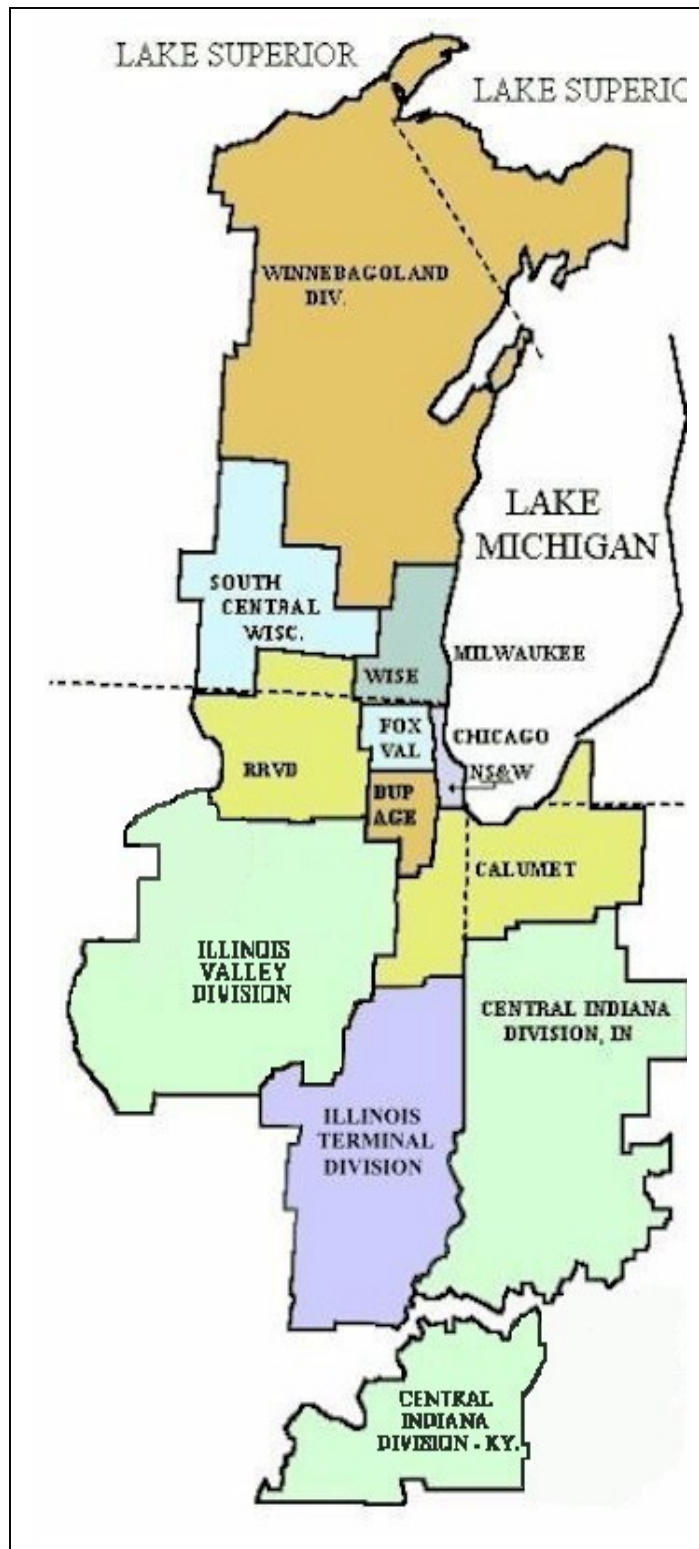 LAKE SUPERIOR
LAKE SUPERIO
WINNEBAGOLAND
DIV.
LAKE
MICHIGAN
SOUTH
CENTRAL
WISC.
WISE
MILWAUKEE
FOX
VAL
CHICAGO
NS&W
RRVD
DUP
AGE
CALUMET
ILLINOIS
VALLEY
DIVISION
CENTRAL INDIANA
DIVISION, IN
ILLINOIS
TERMINAL
DIVISION
CENTRAL
INDIANA
DIVISION - KY.